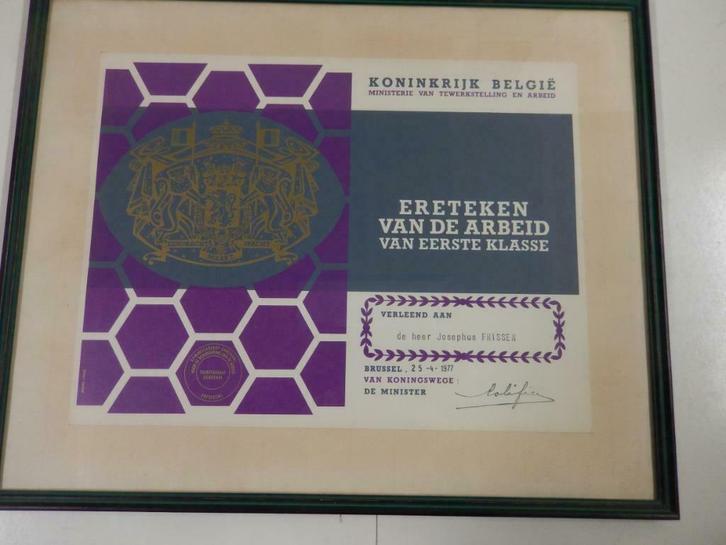 KONINKRIJK BELGIË
MINISTERIE VAN TEWERKSTELLING EN ARBEID
ERETEKEN
VAN DE ARBEID
VAN EERSTE KLASSE
VERLEEND AAN
de heer Josephus FRISSEN
BRUSSEL, 25 -4- 1977
VAN KONINGSWEGE:
DE MINISTER